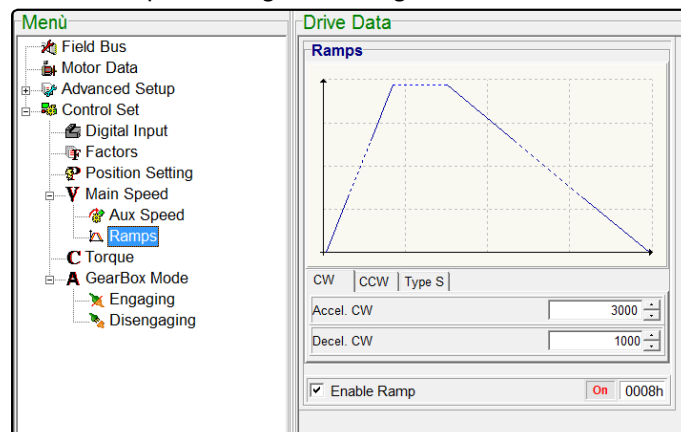 Menù
Field Bus
Motor Data
Advanced Setup
Control Set
Digital Input
Factors
Position Setting
V Main Speed
Aux Speed
Ramps
C Torque
A GearBox Mode
Engaging
Disengaging
Drive Data
Ramps
CW CCW Type S
Accel. CW 3000
Decel. CW 1000
Enable Ramp On 0008h